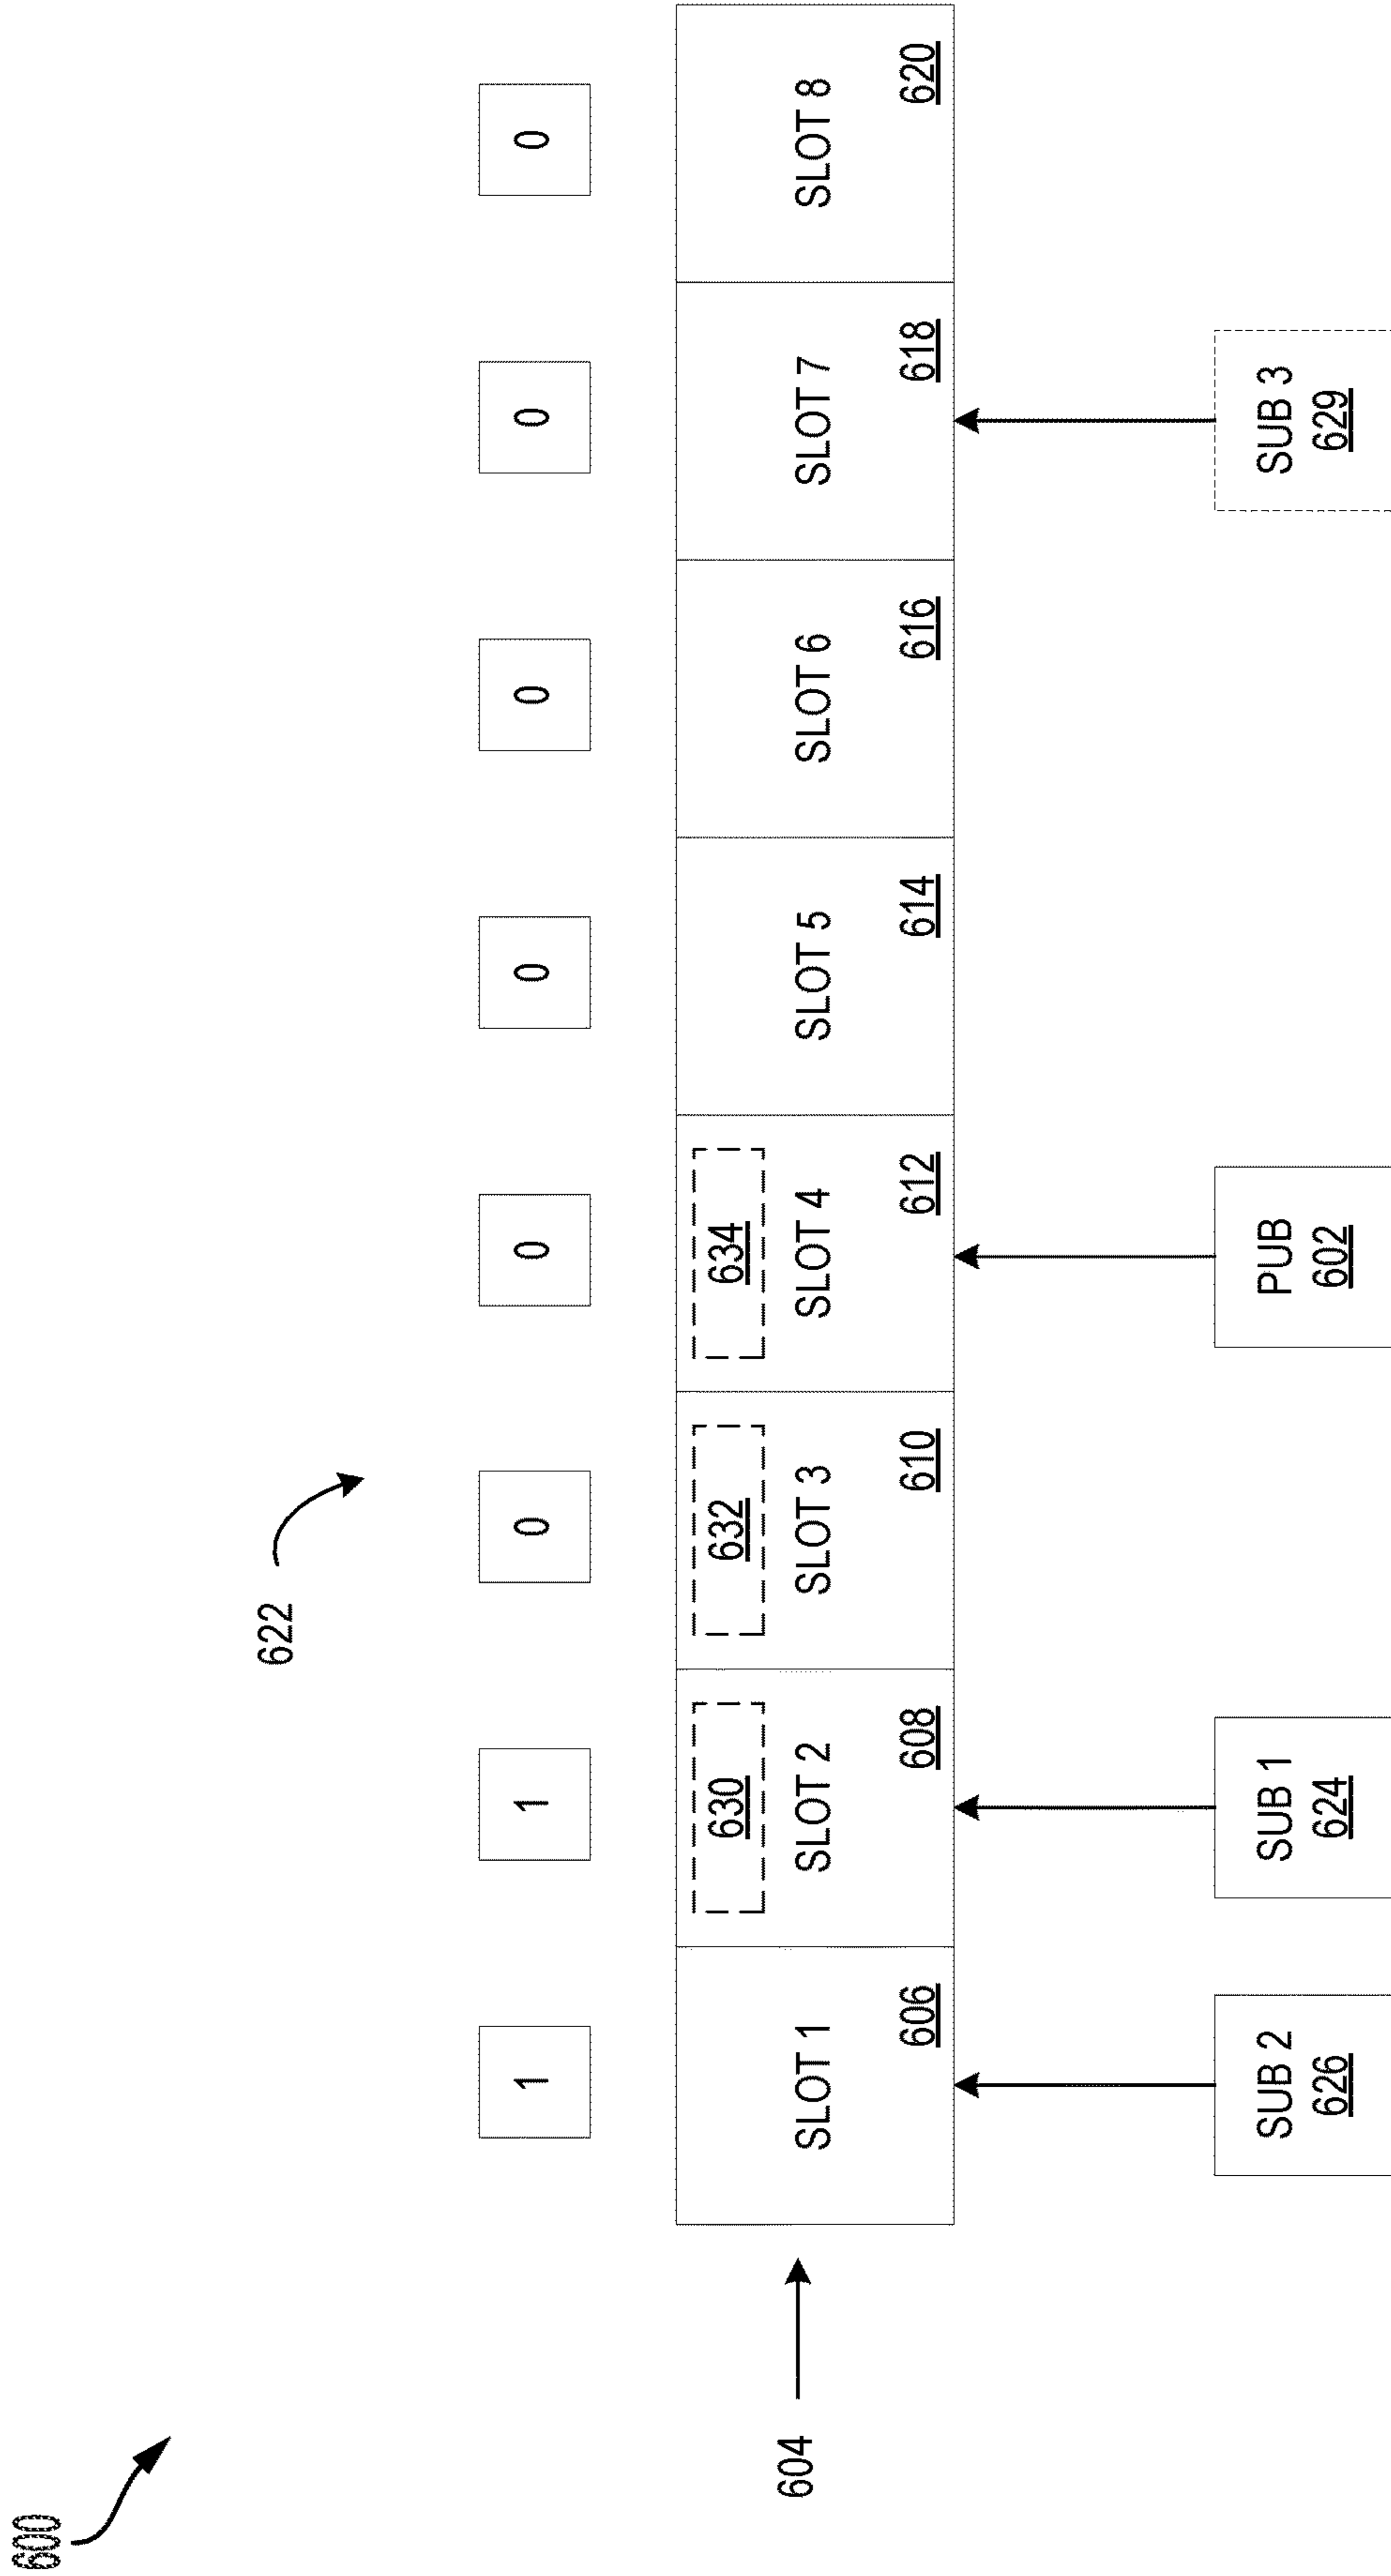 600
622
1
1
0
0
0
0
0
0
604
630
632
634
SLOT 1
SLOT 2
SLOT 3
SLOT 4
SLOT 5
SLOT 6
SLOT 7
SLOT 8
606
608
610
612
614
616
618
620
SUB 2
626
SUB 1
624
PUB
602
SUB 3
629